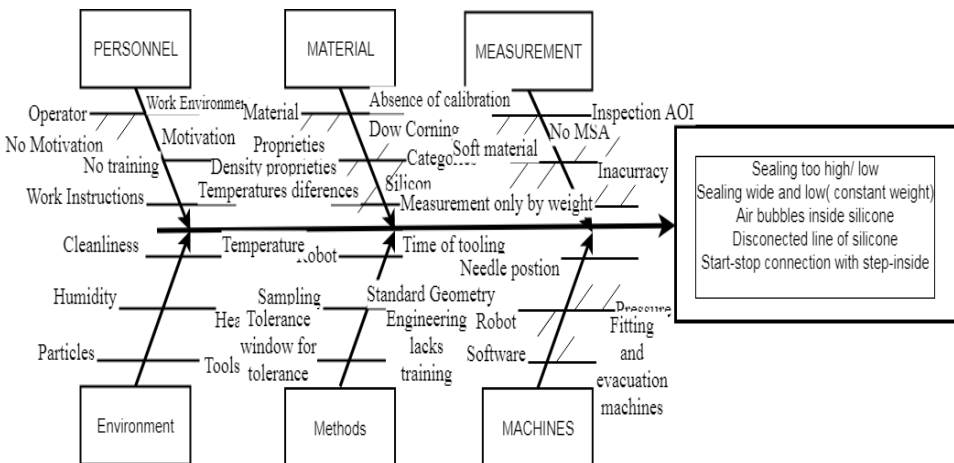 PERSONNEL
MATERIAL
MEASUREMENT
Operator
Work Environme
No Motivation
Motivation
No training
Work Instructions
Material
Proprieties
Density proprieties
Temperatures diferences
Absence of calibration
Dow Corning
Silicon
Soft material
Measurement only by weight
Inspection AOI
No MSA
Inacurracy
Sealing too high/ low
Sealing wide and low( constant weight)
Air bubbles inside silicone
Disconected line of silicone
Start-stop connection with step-inside
Cleanliness
Temperature
Humidity
Particles
Tools
Robot
Time of tooling
Sampling
Standard Geometry
Tolerance
window for
tolerance
Engineering
lacks
training
Needle postion
Robot
Pressure
Software
Fitting
and
evacuation
machines
Environment
Methods
MACHINES